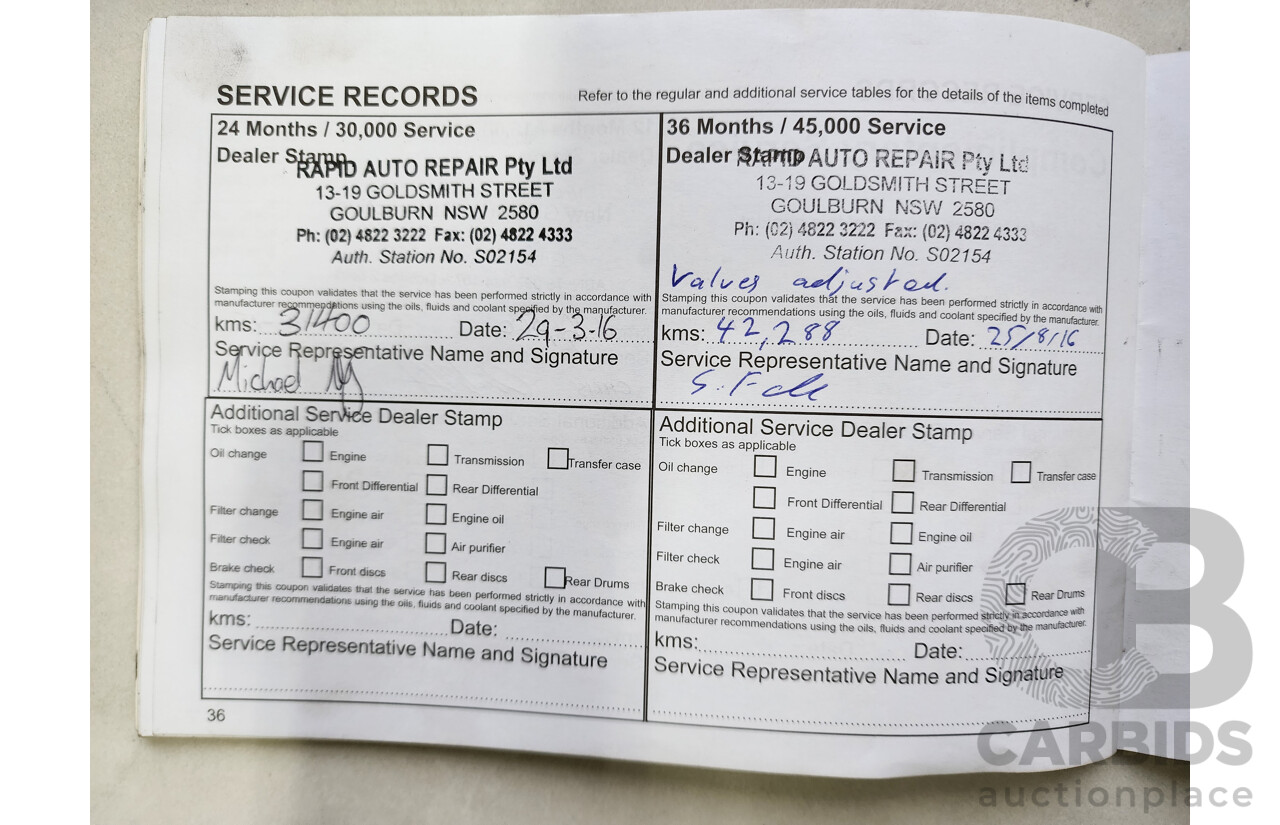 SERVICE RECORDS
Refer to the regular and additional service tables for the details of the items completed
24 Months / 30,000 Service
Dealer Stamp
RAPID AUTO REPAIR Pty Ltd
13-19 GOLDSMITH STREET
GOULBURN NSW 2580
Ph: (02) 4822 3222 Fax: (02) 4822 4333
Auth. Station No. S02154
Stamping this coupon validates that the service has been performed strictly in accordance with
manufacturer recommendations using the oils, fluids and coolant specified by the manufacturer.
kms: 31400 Date: 29-3-16
Service Representative Name and Signature
Michael
Additional Service Dealer Stamp
Tick boxes as applicable
Oil change Engine Transmission Transfer case
Front Differential Rear Differential
Filter change Engine air Engine oil
Filter check Engine air Air purifier
Brake check Front discs Rear discs Rear Drums
Stamping this coupon validates that the service has been performed strictly in accordance with
manufacturer recommendations using the oils, fluids and coolant specified by the manufacturer.
kms: Date:
Service Representative Name and Signature
36
36 Months / 45,000 Service
Dealer Stamp
RAPID AUTO REPAIR Pty Ltd
13-19 GOLDSMITH STREET
GOULBURN NSW 2580
Ph: (02) 4822 3222 Fax: (02) 4822 4333
Auth. Station No. S02154
Valves adjusted.
Stamping this coupon validates that the service has been performed strictly in accordance with
manufacturer recommendations using the oils, fluids and coolant specified by the manufacturer.
kms: 42,288 Date: 25/8/16
Service Representative Name and Signature
Additional Service Dealer Stamp
Tick boxes as applicable
Oil change Engine Transmission Transfer case
Front Differential Rear Differential
Filter change Engine air Engine oil
Filter check Engine air Air purifier
Brake check Front discs Rear discs Rear Drums
Stamping this coupon validates that the service has been performed strictly in accordance with
manufacturer recommendations using the oils, fluids and coolant specified by the manufacturer.
kms: Date:
Service Representative Name and Signature
CARBIDS
auctionplace